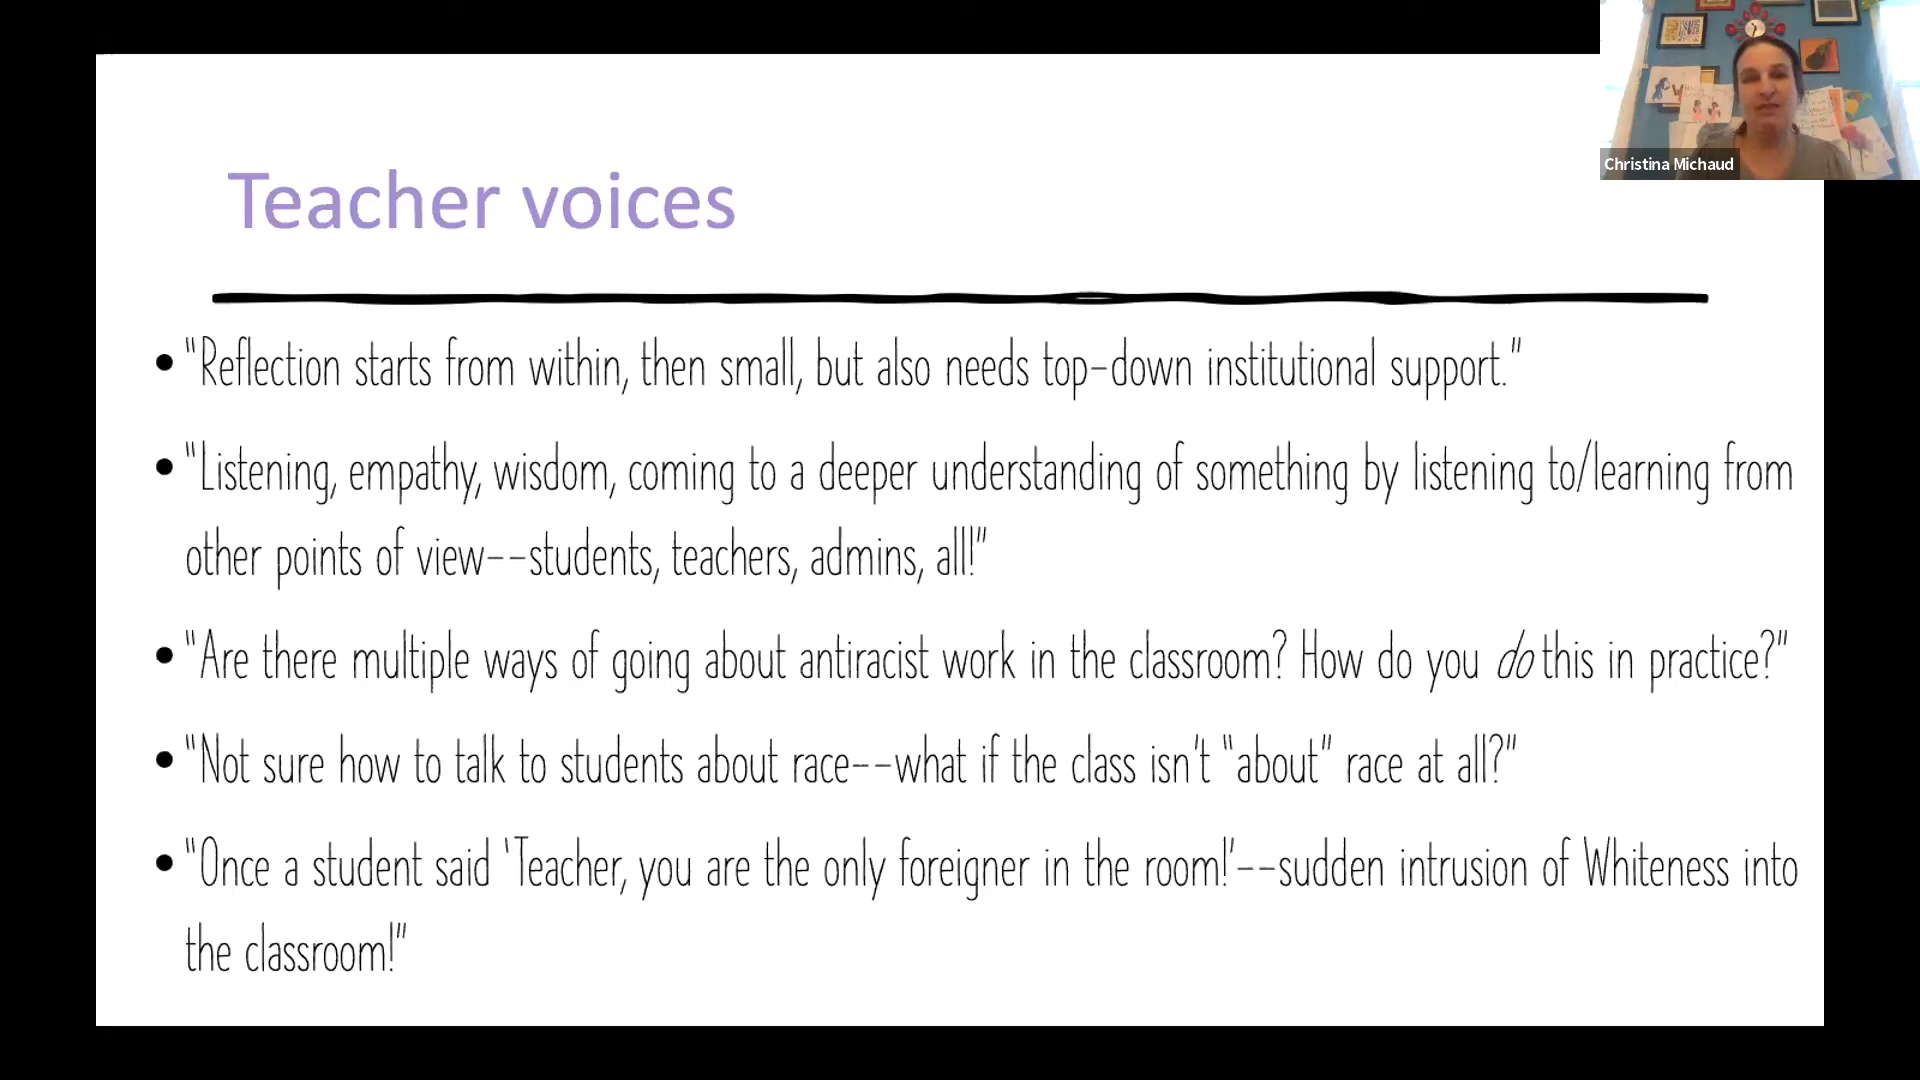 Teacher voices
Christina Michaud
• "Reflection starts from within, then small, but also needs top-down institutional support."
• "Listening, empathy, wisdom, coming to a deeper understanding of something by listening to/learning from
other points of view--students, teachers, admins, all!"
• "Are there multiple ways of going about antiracist work in the classroom? How do you do this in practice?"
• "Not sure how to talk to students about race--what if the class isn't "about" race at all?"
• "Once a student said 'Teacher, you are the only foreigner in the room!'--sudden intrusion of Whiteness into
the classroom!"